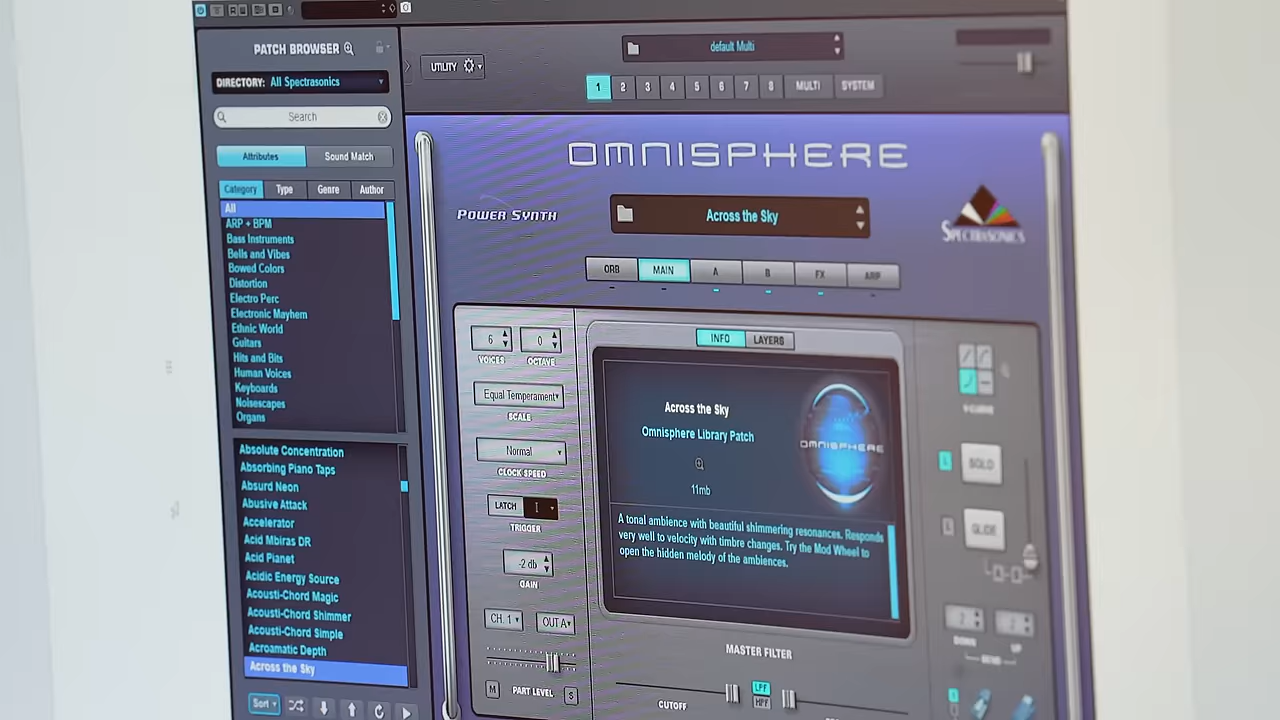 PATCH BROWSER
DIRECTORY: All Spectrasonics
Search
Attributes
Sound Match
Category
Type
Genre
Author
All
ARP + BPM
Bass Instruments
Bells and Vibes
Bowed Colors
Distortion
Electro Perc
Electronic Mayhem
Ethnic World
Guitars
Hits and Bits
Human Voices
Keyboards
Noisescapes
Organs
Absolute Concentration
Absorbing Piano Taps
Absurd Neon
Abusive Attack
Accelerator
Acid Mbiras DR
Acid Planet
Acidic Energy Source
Acousti-Chord Magic
Acousti-Chord Shimmer
Acousti-Chord Simple
Acromatic Depth
Across the Sky
Sort
UTILITY
default Multi
1 2 3 4 5 6 7 8 MULTI SYSTEM
OMNISPHERE
POWER SYNTH
Across the Sky
SPECTRASONICS
ORB MAIN A B FX ARP
6
0
VOICES
OCTAVE
Equal Temperament
SCALE
Normal
CLOCK SPEED
LATCH
I
TRIGGER
-2 db
GAIN
CH. 1
OUT A
M PART LEVEL S
INFO
LAYERS
Across the Sky
Omnisphere Library Patch
11mb
OMNISPHERE
A tonal ambience with beautiful shimmering resonances. Responds
very well to velocity with timbre changes. Try the Mod Wheel to
open the hidden melody of the ambiences.
MASTER FILTER
CUTOFF
LPF
HPF
V-CURVE
L
SOLO
L
GLIDE
2
2
DOWN
UP
BEND